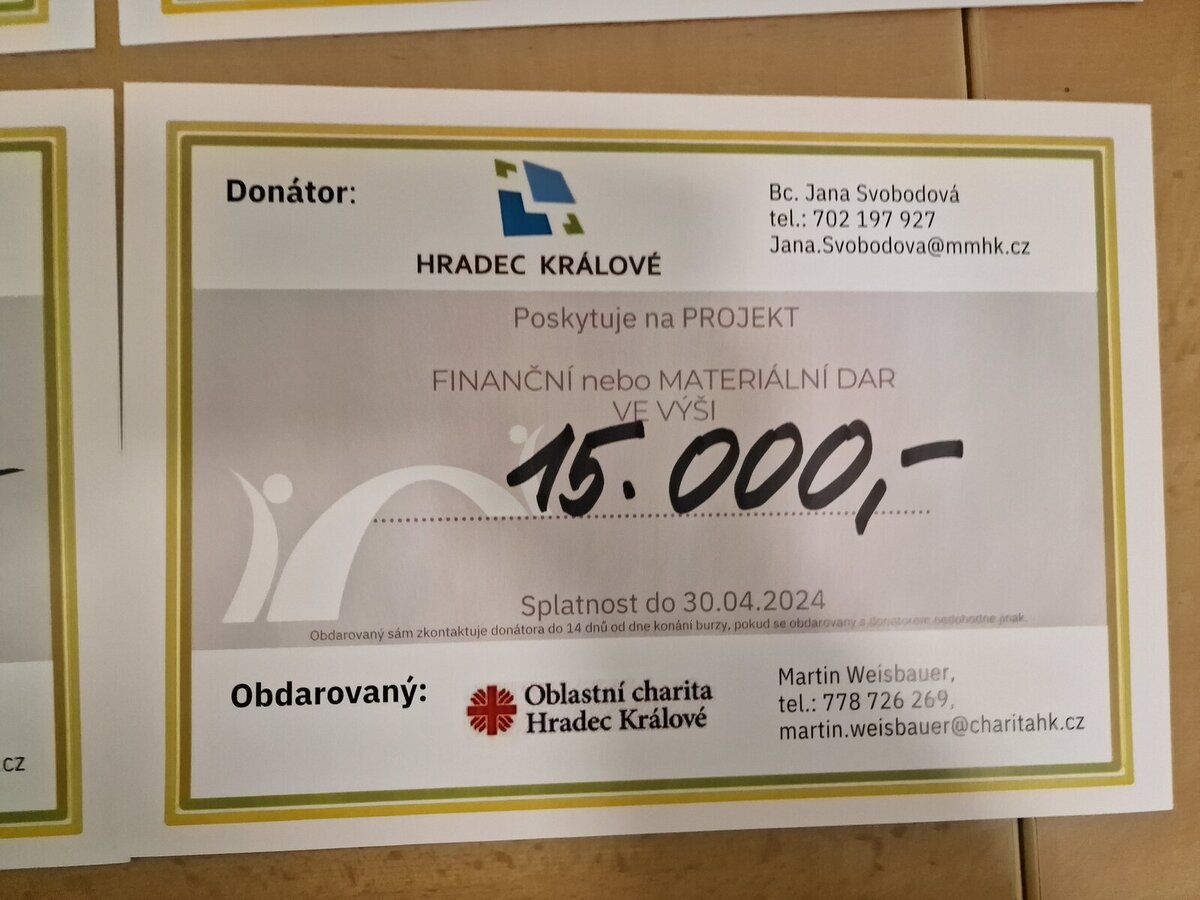 Donátor:
HRADEC KRÁLOVÉ
Bc. Jana Svobodová
tel.: 702 197 927
Jana.Svobodova@mmhk.cz
Poskytuje na PROJEKT
FINANČNÍ nebo MATERIÁLNÍ DAR
VE VÝŠI
15.000,-
Splatnost do 30.04.2024
Obdarovaný sám zkontaktuje donátora do 14 dnů od dne konání burzy, pokud se obdarovaný s donátorem nedohodne jinak.
Obdarovaný:
Oblastní charita
Hradec Králové
Martin Weisbauer,
tel.: 778 726 269,
martin.weisbauer@charitahk.cz
.cz